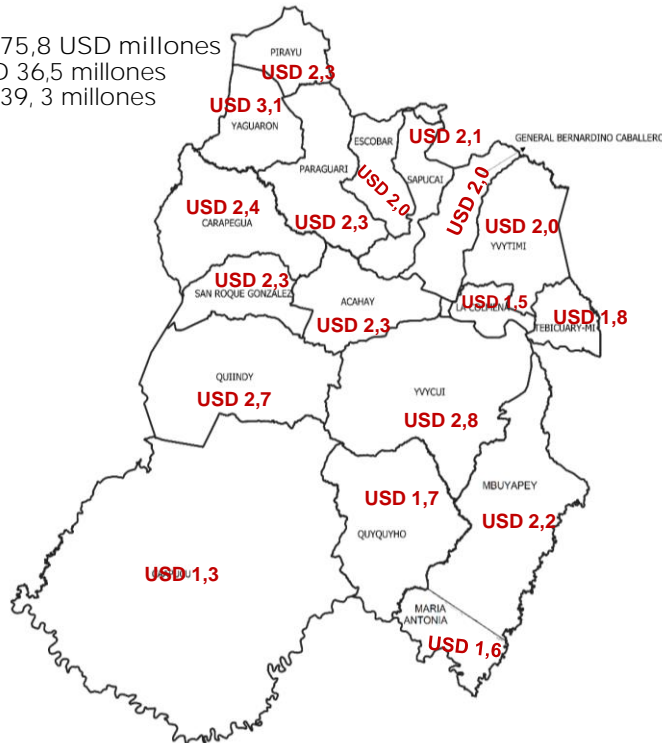 75,8 USD millones
36,5 millones
39, 3 millones
PIRAYU
USD 2,3
USD 3,1
YAGUARON
ESCOBAR
USD 2,1
GENERAL BERNARDINO CABALLERO
PARAGUARI
SAPUCAI
USD 2,0
USD 2,0
USD 2,4
CARAPEGUA
USD 2,3
USD 2,0
YVYTIMI
USD 2,3
SAN ROQUE GONZALEZ
ACAHAY
USD 2,3
USD 1,5
LA COLMENA
USD 1,8
TEBICUARY-MI
QUIINDY
USD 2,7
YVYCUI
USD 2,8
MBUYAPEY
USD 2,2
USD 1,7
QUYQUYHO
USD 1,3
MARIA
ANTONIA
USD 1,6